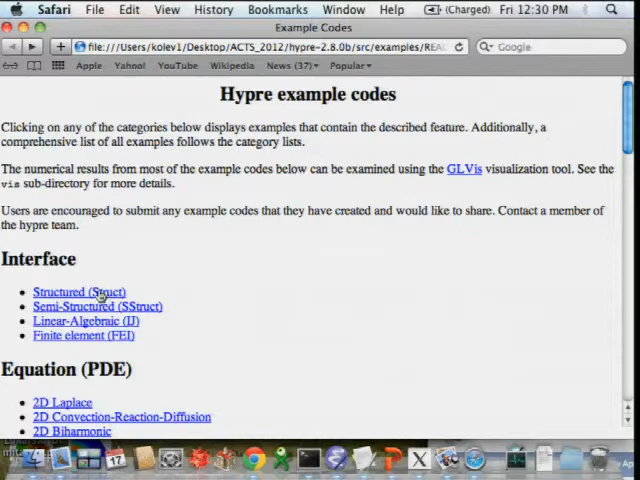 Safari File Edit View History Bookmarks Window Help (Charged) Fri 12:30 PM
Example Codes
file:///Users/kolev1/Desktop/ACTS_2012/hypre-2.8.0b/src/examples/REA Google
Apple Yahoo! YouTube Wikipedia News (37) Popular
Hypre example codes
Clicking on any of the categories below displays examples that contain the described feature. Additionally, a
comprehensive list of all examples follows the category lists.
The numerical results from most of the example codes below can be examined using the GLVis visualization tool. See the
vis sub-directory for more details.
Users are encouraged to submit any example codes that they have created and would like to share. Contact a member of
the hypre team.
Interface
Structured (Struct)
Semi-Structured (SStruct)
Linear-Algebraic (IJ)
Finite element (FEI)
Equation (PDE)
2D Laplace
2D Convection-Reaction-Diffusion
2D Biharmonic
17